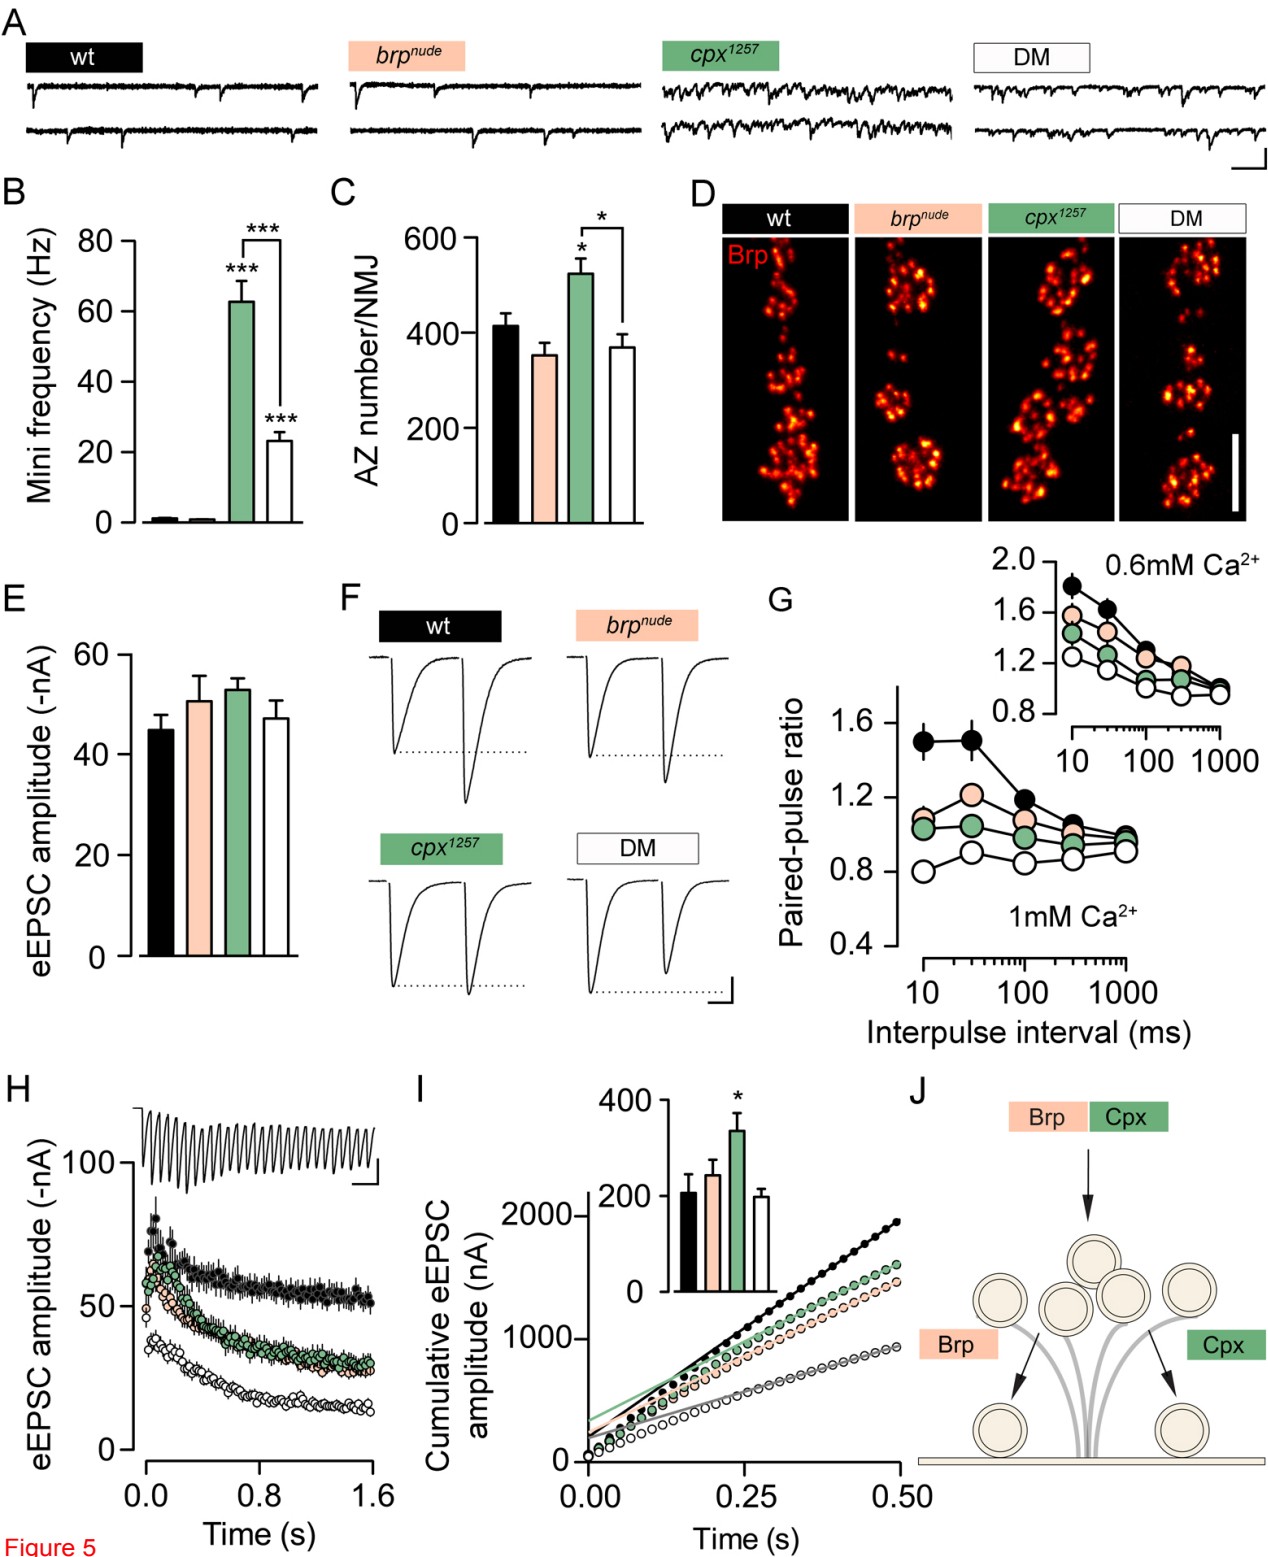 A
wt
brp^nude
cpx^1257
DM
B
Mini frequency (Hz)
80
60
40
20
0
***
***
***
C
AZ number/NMJ
600
400
200
0
*
*
D
wt
brp^nude
cpx^1257
DM
Brp
E
eEPSC amplitude (-nA)
60
40
20
0
F
wt
brp^nude
cpx^1257
DM
G
2.0
1.6
1.2
0.8
0.6mM Ca²⁺
10
100
1000
Paired-pulse ratio
1.6
1.2
0.8
0.4
1mM Ca²⁺
10
100
1000
Interpulse interval (ms)
H
eEPSC amplitude (-nA)
100
50
0
0.0
0.8
1.6
Time (s)
I
400
200
0
*
Cumulative eEPSC
amplitude (nA)
2000
1000
0
0.00
0.25
0.50
Time (s)
J
Brp
Cpx
Brp
Cpx
Figure 5